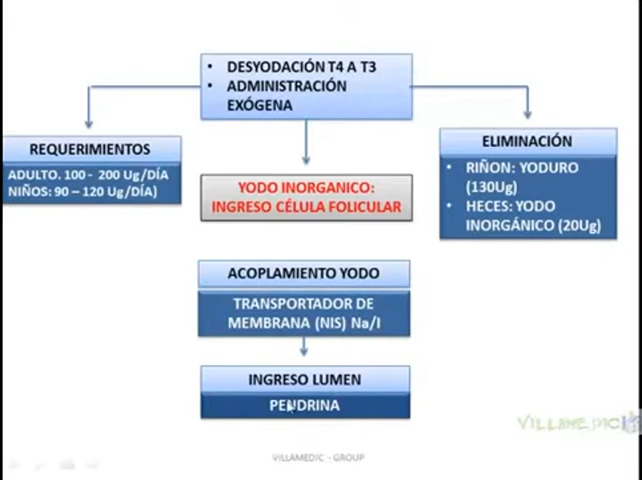 • DESYODACIÓN T4 A T3
• ADMINISTRACIÓN
EXÓGENA
REQUERIMIENTOS
ADULTO. 100 - 200 Ug/DÍA
NIÑOS: 90 – 120 Ug/DÍA)
YODO INORGANICO:
INGRESO CÉLULA FOLICULAR
ELIMINACIÓN
• RIÑON: YODURO
(130Ug)
• HECES: YODO
INORGÁNICO (20Ug)
ACOPLAMIENTO YODO
TRANSPORTADOR DE
MEMBRANA (NIS) Na/I
INGRESO LUMEN
PENDRINA
VILLAMEDIC
VILLAMEDIC - GROUP